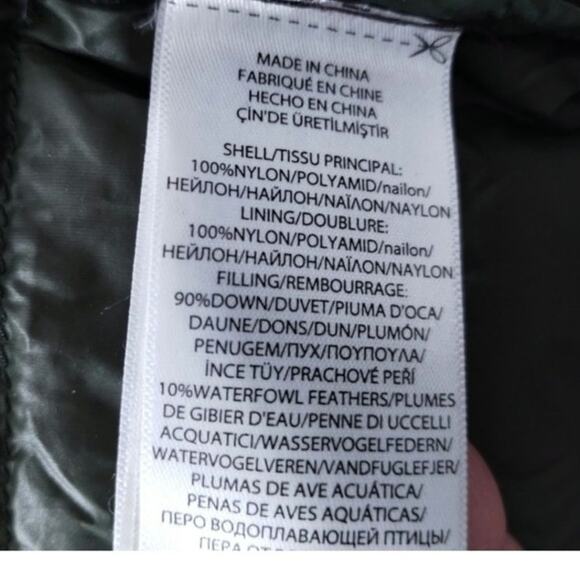 MADE IN CHINA
FABRIQUÉ EN CHINE
HECHO EN CHINA
ÇİN'DE ÜRETİLMİŞTİR
SHELL/TISSU PRINCIPAL:
100%NYLON/POLYAMID/naílon/
НЕЙЛОН/НАЙЛОН/ΝΑΪΛΟΝ/NAYLON
LINING/DOUBLURE:
100%NYLON/POLYAMID/naílon/
НЕЙЛОН/НАЙЛОН/ΝΑΪΛΟΝ/NAYLON
FILLING/REMBOURRAGE:
90%DOWN/DUVET/PIUMA D'OCA/
DAUNE/DONS/DUN/PLUMÓN/
PENUGEM/ПУХ/ΠΟΥΠΟΥΛΑ/
İNCE TÜY/PRACHOVÉ PEŘÍ
10%WATERFOWL FEATHERS/PLUMES
DE GIBIER D'EAU/PENNE DI UCCELLI
ACQUATICI/WASSERVOGELFEDERN/
WATERVOGELVEREN/VANDFUGLEFJER/
PLUMAS DE AVE ACUÁTICA/
PENAS DE AVES AQUÁTICAS/
ПЕРО ВОДОПЛАВАЮЩЕЙ ПТИЦЫ/